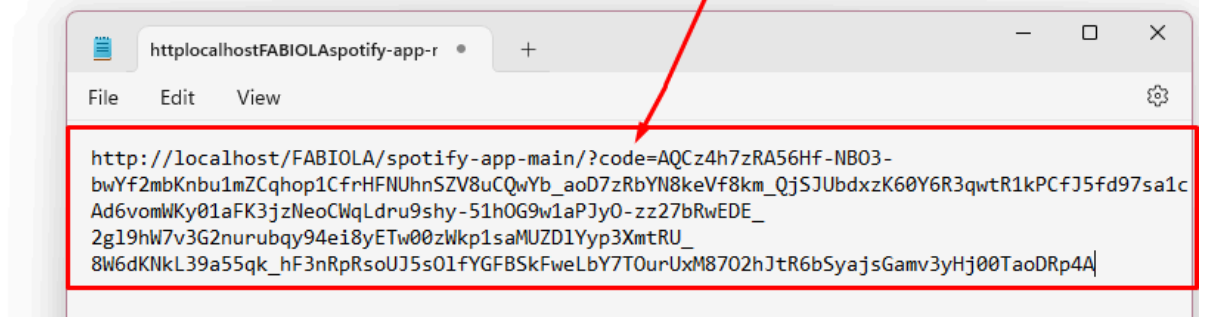 httplocalhostFABIOLAspotify-app-r
File Edit View
http://localhost/FABIOLA/spotify-app-main/?code=AQCz4h7zRA56Hf-NBO3-
bwYf2mbKnbu1mZCqhop1CfrHFNUhnSZV8uCQwYb_aoD7zRbYN8keVf8km_QjSJUbdxzK60Y6R3qwtR1kPCfJ5fd97sa1c
Ad6vomWKy01aFK3jzNeoCWqLdru9shy-51hOG9w1aPJyO-zz27bRwEDE_
2gl9hW7v3G2nurubqy94ei8yETw00zWkp1saMUZDlYyp3XmtRU_
8W6dKNkL39a55qk_hF3nRpRsoUJ5sOlfYGFBSkFweLbY7TOurUxM87O2hJtR6bSyajsGamv3yHj00TaoDRp4A